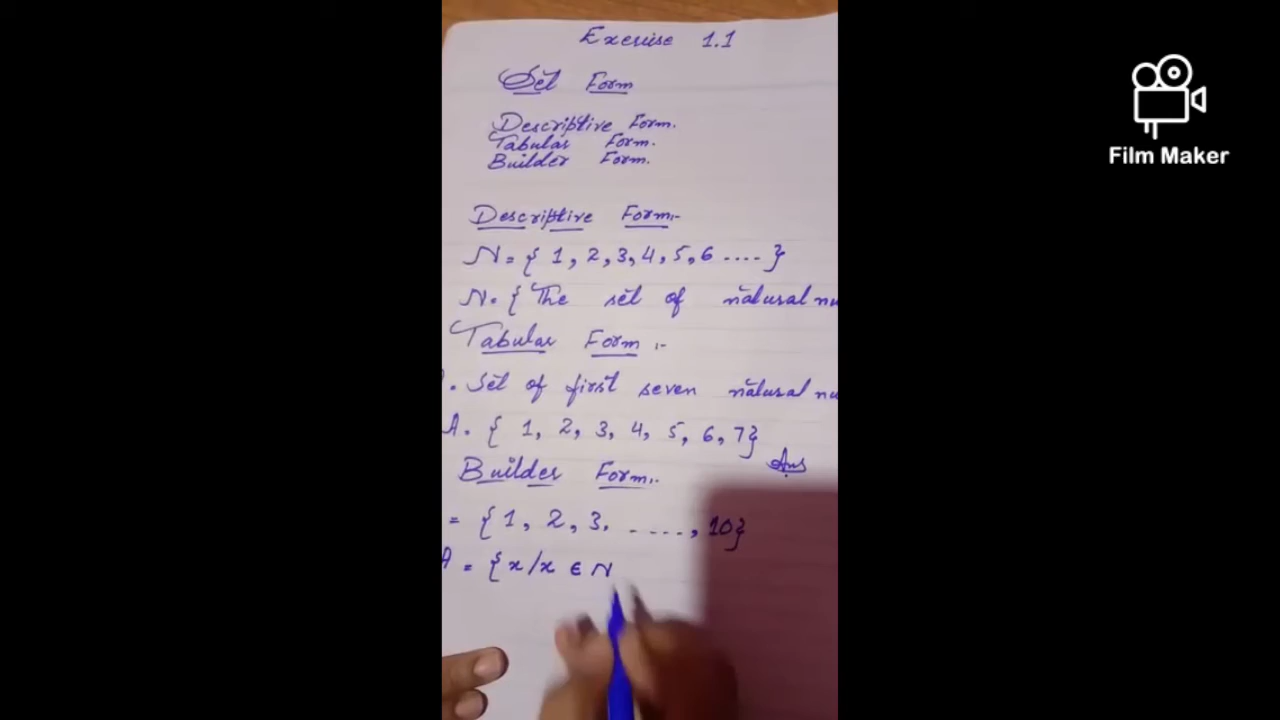 Exercise 1.1
Set Form
Descriptive Form.
Tabular Form.
Builder Form.
Descriptive Form:-
N = { 1, 2, 3, 4, 5, 6 .... }
N = { The set of natural nu
Tabular Form :-
. Set of first seven natural nu
A = { 1, 2, 3, 4, 5, 6, 7}
Ans
Builder Form:-
= { 1, 2, 3. ....., 10}
A = { x/x ∈ N
Film Maker